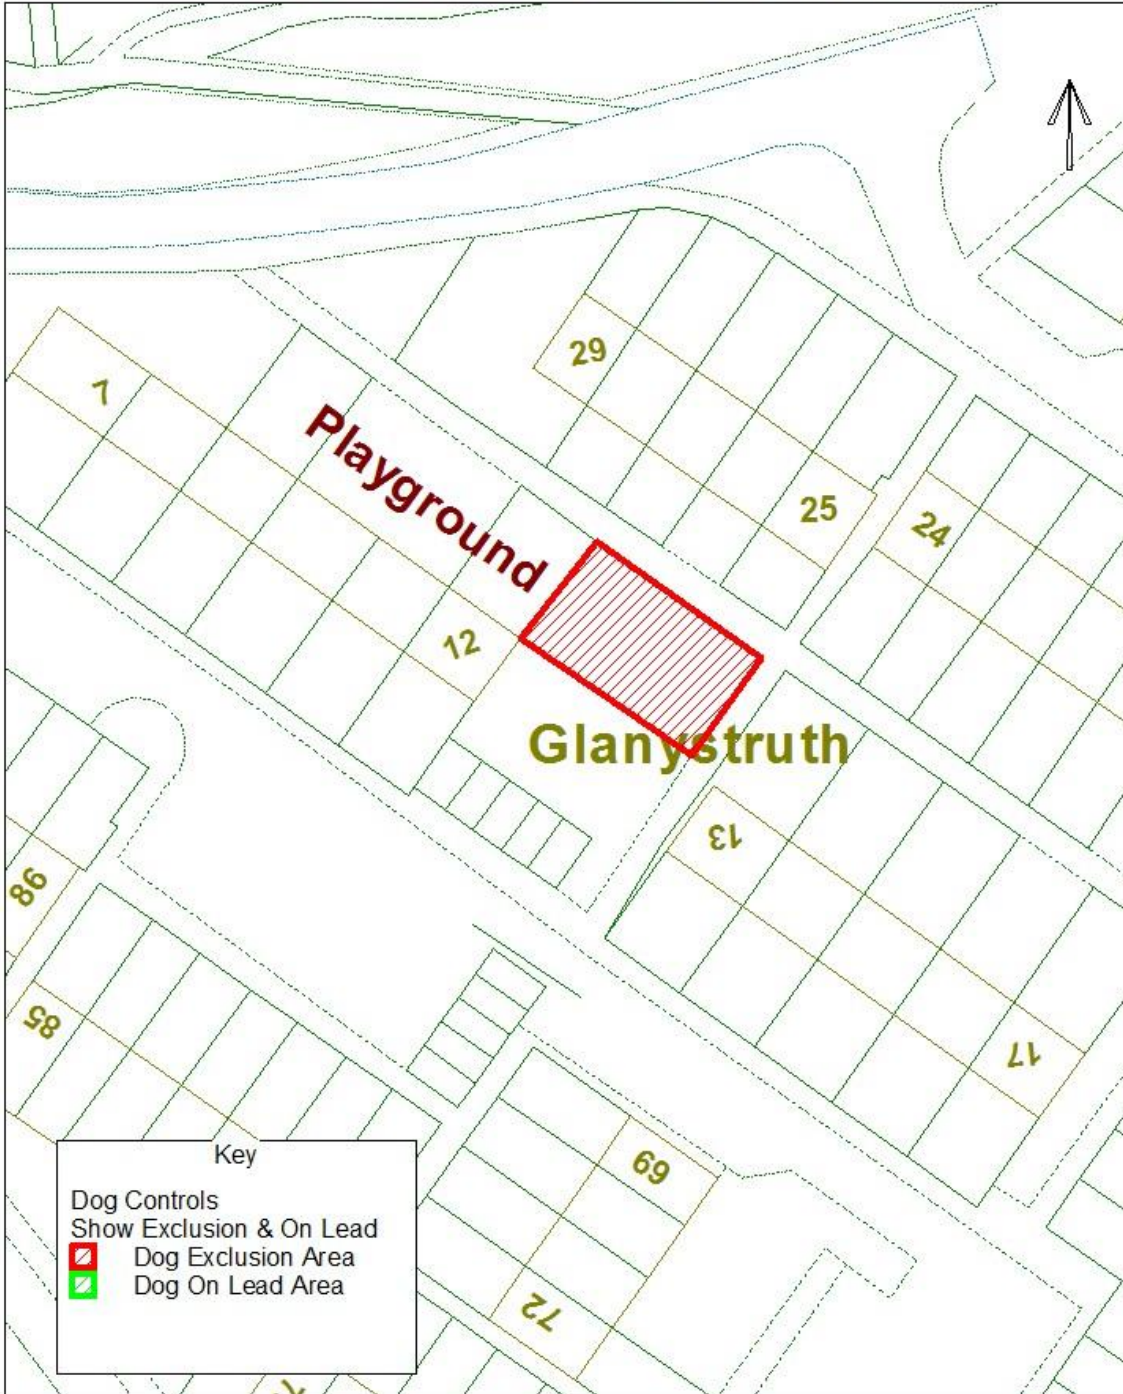 29
7
Playground
25
24
12
Glanystruth
13
86
85
17
69
72
Key
Dog Controls
Show Exclusion & On Lead
Dog Exclusion Area
Dog On Lead Area